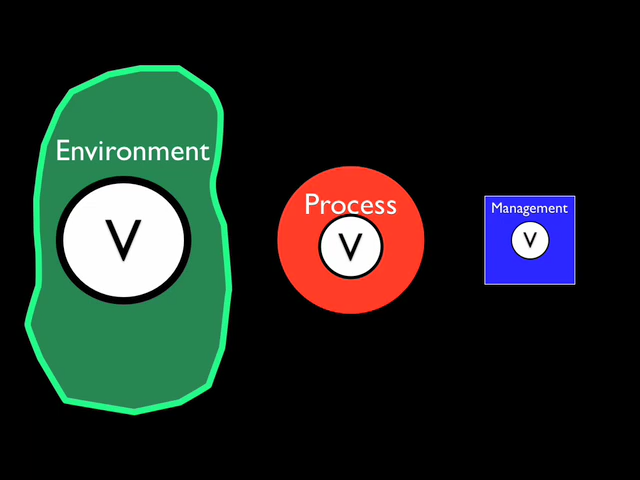 Environment
V
Process
V
Management
V